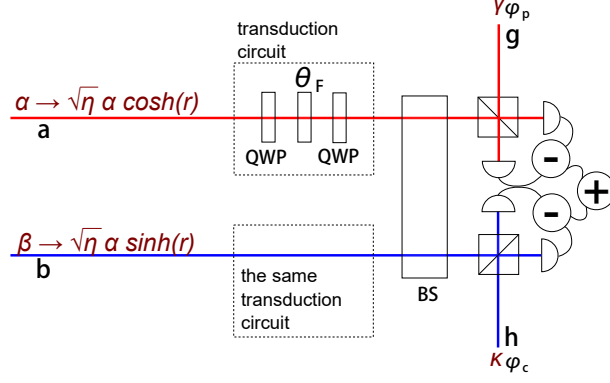 γφp
g
transduction
circuit
θF
α → √η α cosh(r)
a
QWP
QWP
-
+
-
β → √η α sinh(r)
b
the same
transduction
circuit
BS
h
κφc